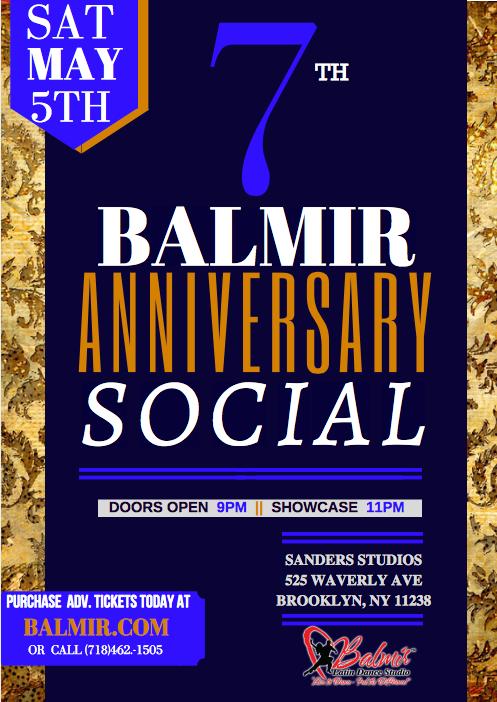 SAT
MAY
5TH
7TH
BALMIR
ANNIVERSARY
SOCIAL
DOORS OPEN 9PM || SHOWCASE 11PM
SANDERS STUDIOS
525 WAVERLY AVE
BROOKLYN, NY 11238
PURCHASE ADV. TICKETS TODAY AT
BALMIR.COM
OR CALL (718)462.-1505
Balmir
Latin Dance Studio